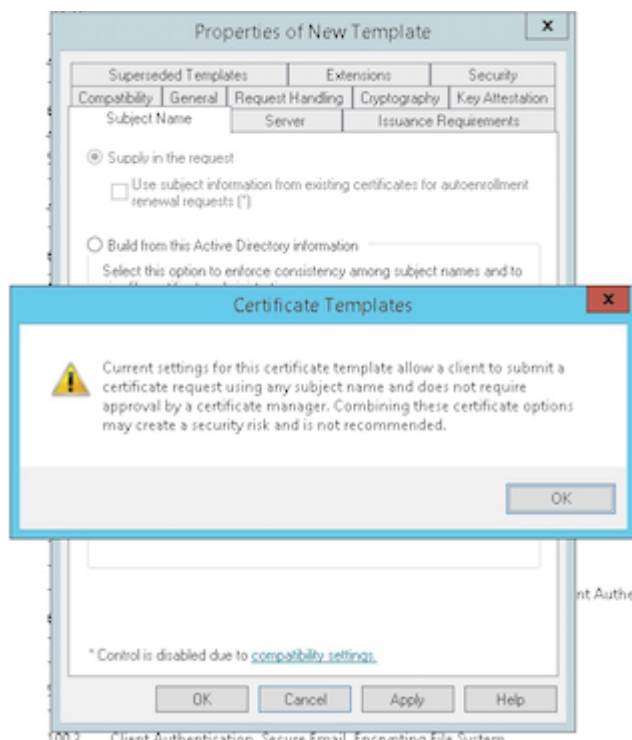 Properties of New Template
x
Superseded Templates Extensions Security
Compatibility General Request Handling Cryptography Key Attestation
Subject Name Server Issuance Requirements
Supply in the request
Use subject information from existing certificates for autoenrollment
renewal requests (*)
Build from this Active Directory information
Select this option to enforce consistency among subject names and to
Certificate Templates
x
Current settings for this certificate template allow a client to submit a
certificate request using any subject name and does not require
approval by a certificate manager. Combining these certificate options
may create a security risk and is not recommended.
OK
nt Authe
* Control is disabled due to compatibility settings.
OK Cancel Apply Help
100.3 Client Authentication, Secure Email, Encrypting File System